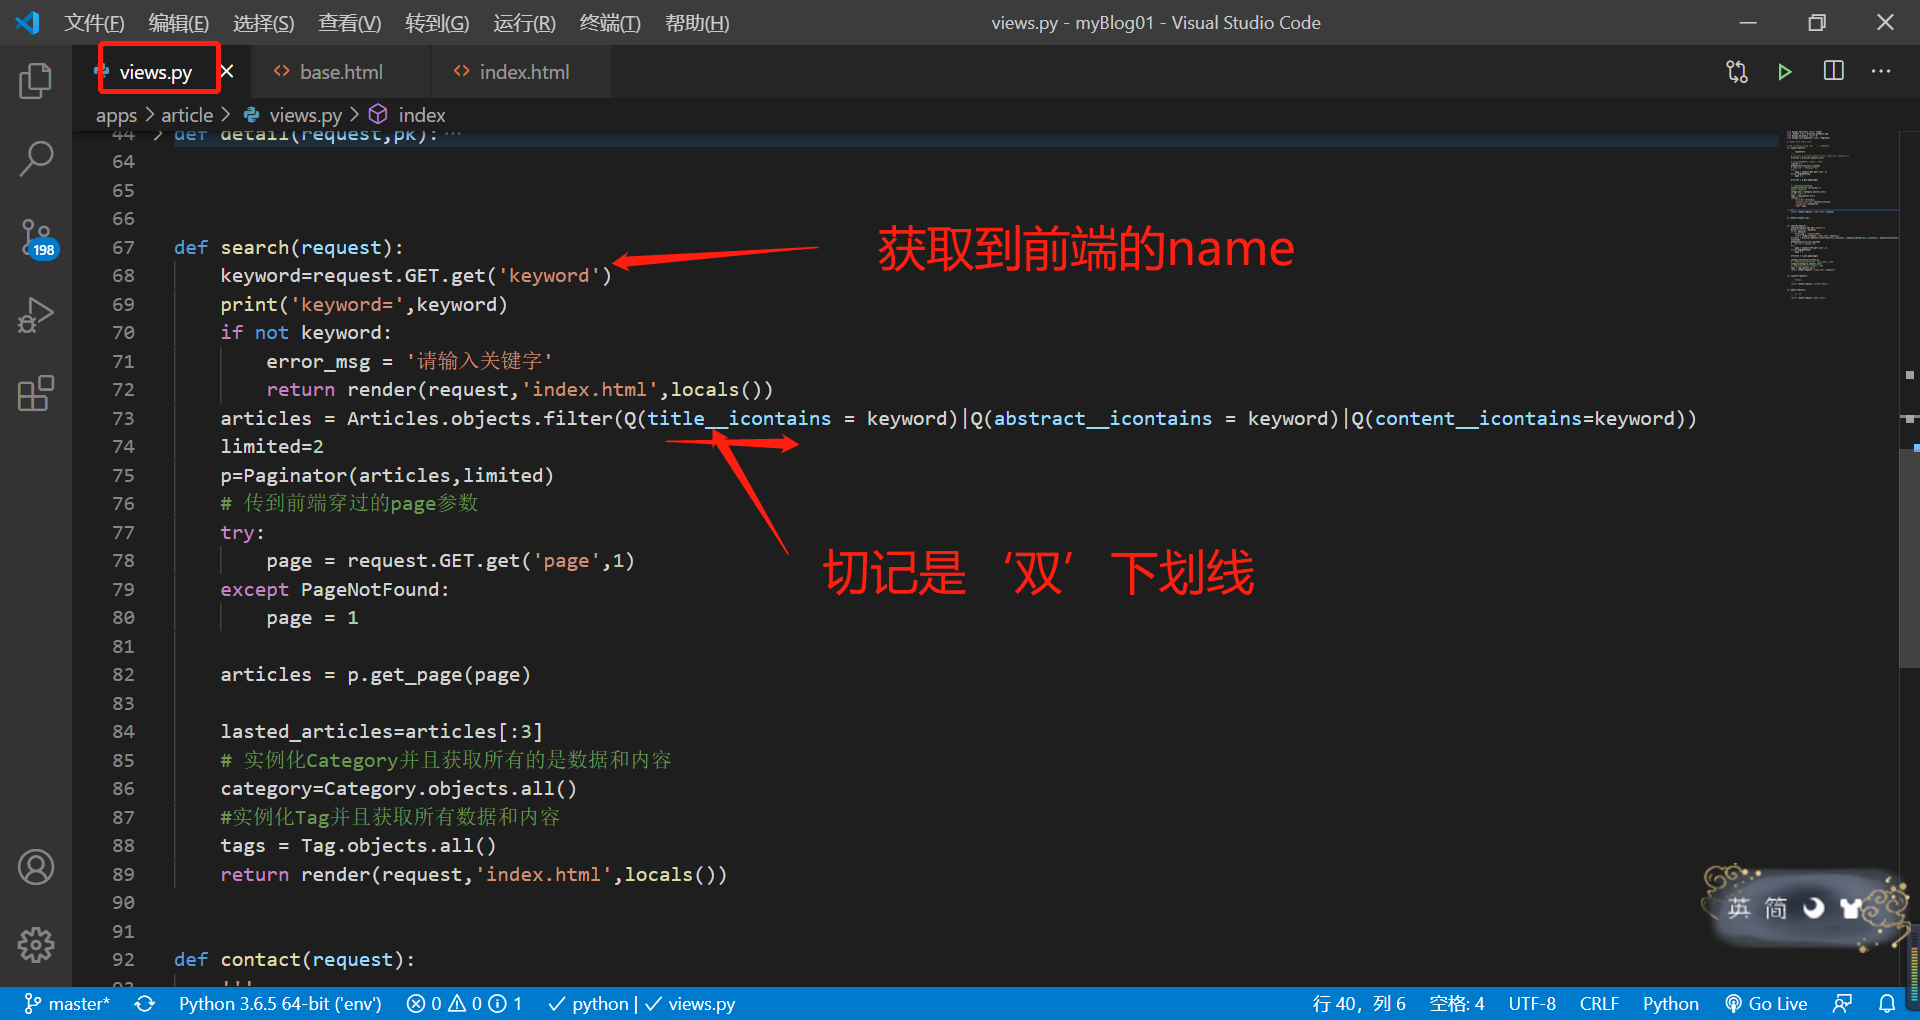 文件(F) 编辑(E) 选择(S) 查看(V) 转到(G) 运行(R) 终端(T) 帮助(H) views.py - myBlog01 - Visual Studio Code
views.py base.html index.html
apps > article > views.py > index
44 def detail(request,pk): ···
64
65
66
67 def search(request):
获取到前端的name
68 keyword=request.GET.get('keyword')
69 print('keyword=',keyword)
70 if not keyword:
71 error_msg = '请输入关键字'
72 return render(request,'index.html',locals())
73 articles = Articles.objects.filter(Q(title__icontains = keyword)|Q(abstract__icontains = keyword)|Q(content__icontains=keyword))
74 limited=2
75 p=Paginator(articles,limited)
76 # 传到前端穿过的page参数
77 try:
78 page = request.GET.get('page',1)
切记是‘双’下划线
79 except PageNotFound:
80 page = 1
81
82 articles = p.get_page(page)
83
84 lasted_articles=articles[:3]
85 # 实例化Category并且获取所有的是数据和内容
86 category=Category.objects.all()
87 #实例化Tag并且获取所有数据和内容
88 tags = Tag.objects.all()
89 return render(request,'index.html',locals())
90
91
92 def contact(request):
93 '''
198
英 简
master* Python 3.6.5 64-bit ('env') 0 0 1 python | views.py 行 40，列 6 空格: 4 UTF-8 CRLF Python Go Live